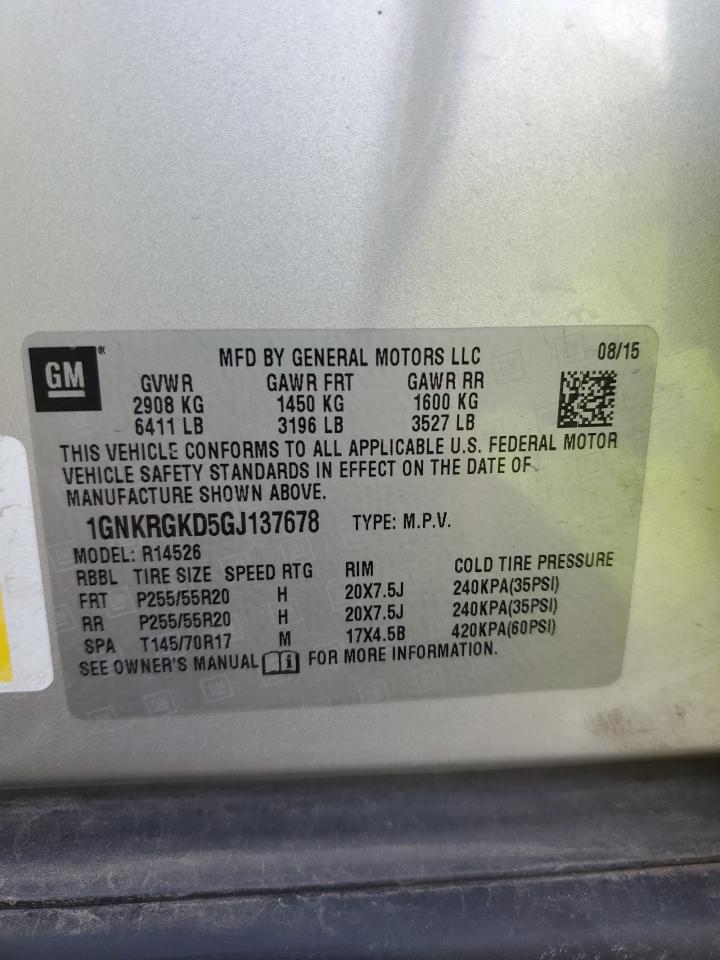 GM ® MFD BY GENERAL MOTORS LLC 08/15
GVWR GAWR FRT GAWR RR
2908 KG 1450 KG 1600 KG
6411 LB 3196 LB 3527 LB
THIS VEHICLE CONFORMS TO ALL APPLICABLE U.S. FEDERAL MOTOR
VEHICLE SAFETY STANDARDS IN EFFECT ON THE DATE OF
MANUFACTURE SHOWN ABOVE.
1GNKRGKD5GJ137678 TYPE: M.P.V.
MODEL: R14526
RBBL TIRE SIZE SPEED RTG RIM COLD TIRE PRESSURE
FRT P255/55R20 H 20X7.5J 240KPA(35PSI)
RR P255/55R20 H 20X7.5J 240KPA(35PSI)
SPA T145/70R17 M 17X4.5B 420KPA(60PSI)
SEE OWNER'S MANUAL i FOR MORE INFORMATION.